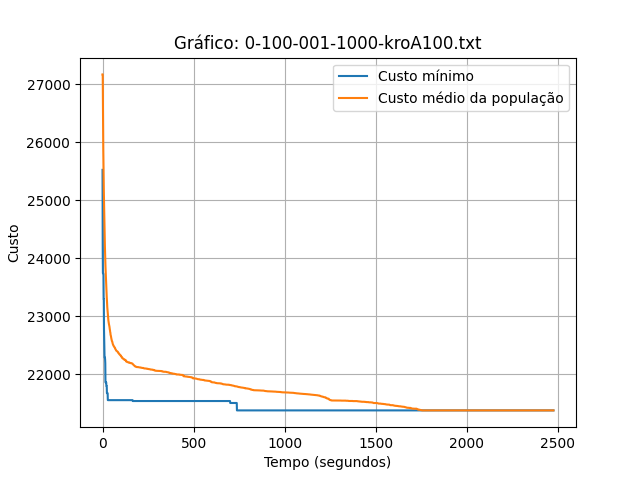 Gráfico: 0-100-001-1000-kroA100.txt
Custo mínimo
Custo médio da população
27000
26000
25000
24000
23000
22000
Custo
0 500 1000 1500 2000 2500
Tempo (segundos)